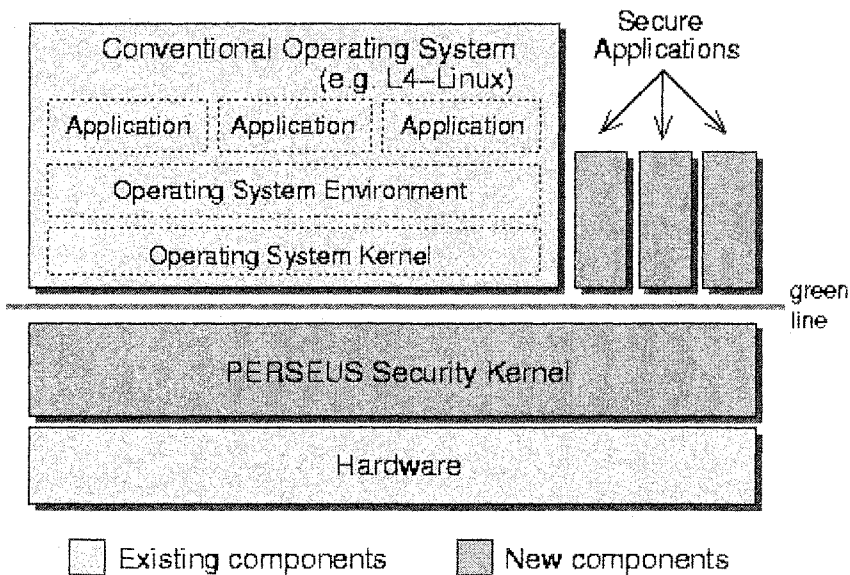 Conventional Operating System
(e.g. L4-Linux)
Application
Application
Application
Operating System Environment
Operating System Kernel
Secure
Applications
green
line
PERSEUS Security Kernel
Hardware
Existing components
New components